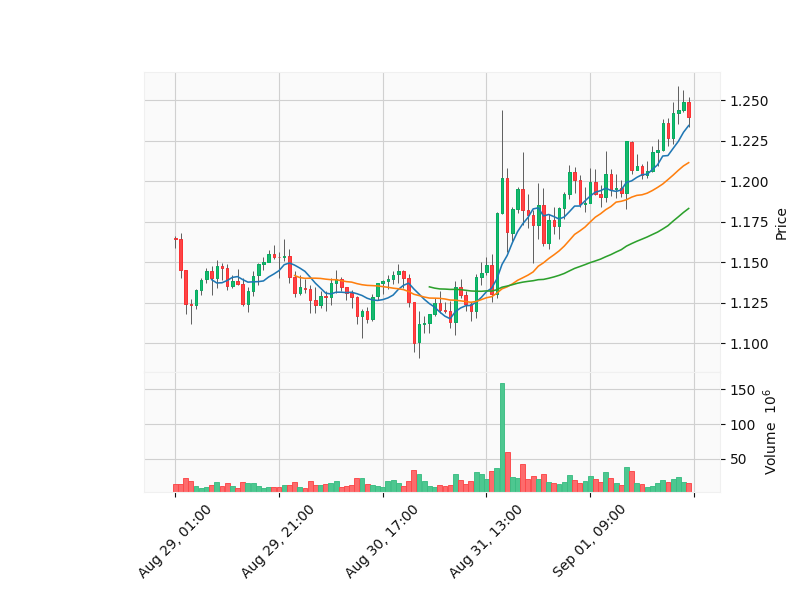 1.250
1.225
1.200
1.175
1.150
1.125
1.100
Price
150
100
50
Volume 10⁶
Aug 29, 01:00
Aug 29, 21:00
Aug 30, 17:00
Aug 31, 13:00
Sep 01, 09:00